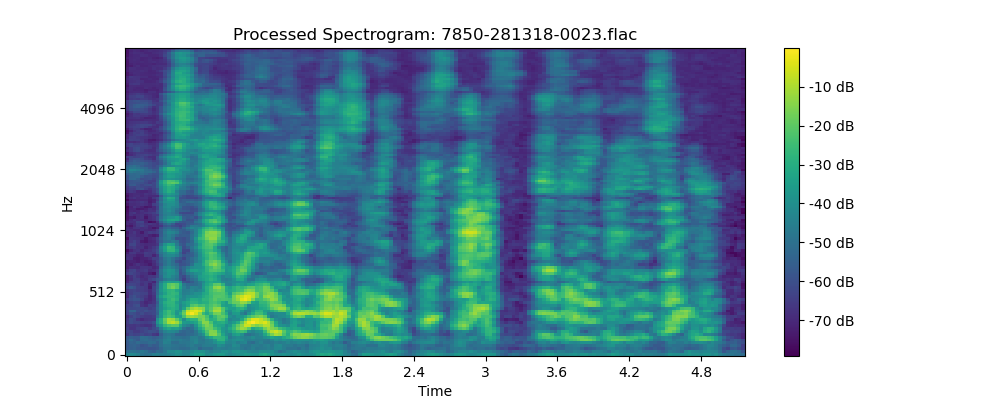 Processed Spectrogram: 7850-281318-0023.flac
Hz
4096
2048
1024
512
0
0 0.6 1.2 1.8 2.4 3 3.6 4.2 4.8
Time
-10 dB
-20 dB
-30 dB
-40 dB
-50 dB
-60 dB
-70 dB